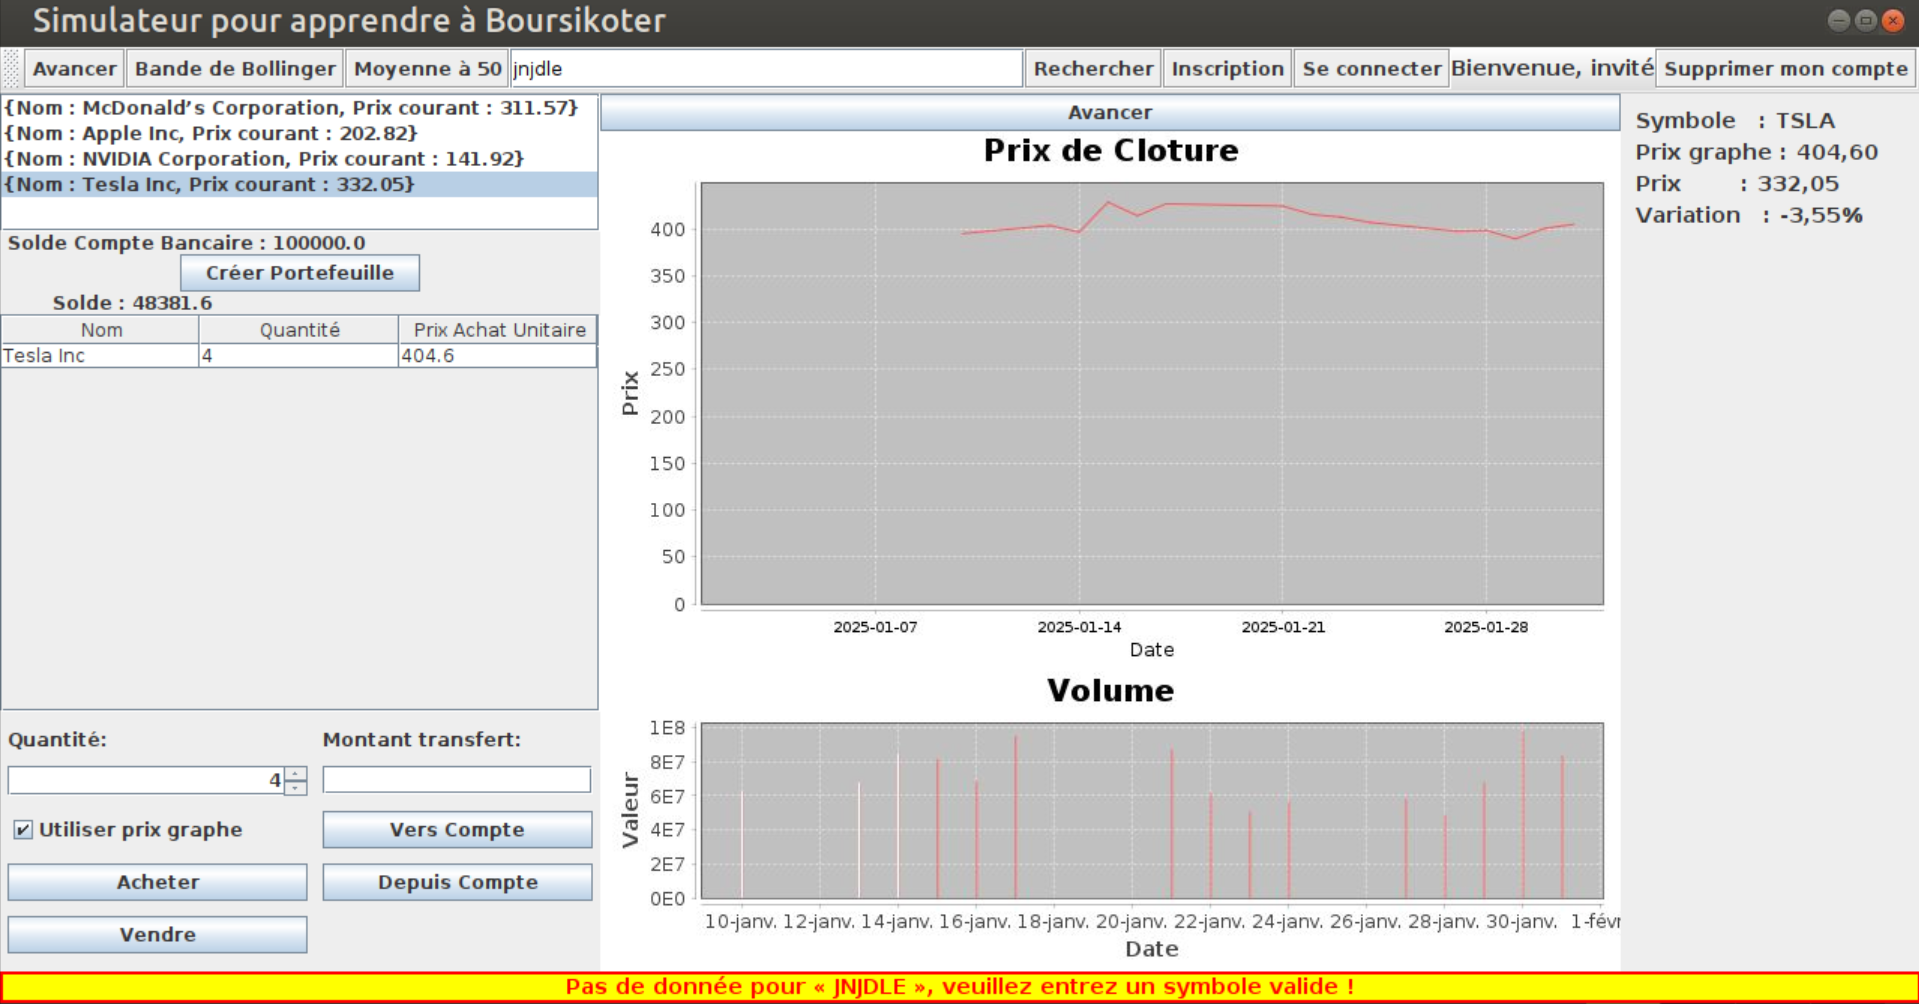 Simulateur pour apprendre à Boursikoter
Avancer Bande de Bollinger Moyenne à 50 jnjdle Rechercher Inscription Se connecter Bienvenue, invité Supprimer mon compte
{Nom : McDonald’s Corporation, Prix courant : 311.57}
{Nom : Apple Inc, Prix courant : 202.82}
{Nom : NVIDIA Corporation, Prix courant : 141.92}
{Nom : Tesla Inc, Prix courant : 332.05}
Solde Compte Bancaire : 100000.0
Créer Portefeuille
Solde : 48381.6
Nom Quantité Prix Achat Unitaire
Tesla Inc 4 404.6
Quantité: Montant transfert:
4
Utiliser prix graphe Vers Compte
Acheter Depuis Compte
Vendre
Avancer
Prix de Cloture
Prix
400
350
300
250
200
150
100
50
0
2025-01-07 2025-01-14 2025-01-21 2025-01-28
Date
Volume
Valeur
1E8
8E7
6E7
4E7
2E7
0E0
10-janv. 12-janv. 14-janv. 16-janv. 18-janv. 20-janv. 22-janv. 24-janv. 26-janv. 28-janv. 30-janv. 1-févr
Date
Symbole : TSLA
Prix graphe : 404,60
Prix : 332,05
Variation : -3,55%
Pas de donnée pour « JNJDLE », veuillez entrez un symbole valide !